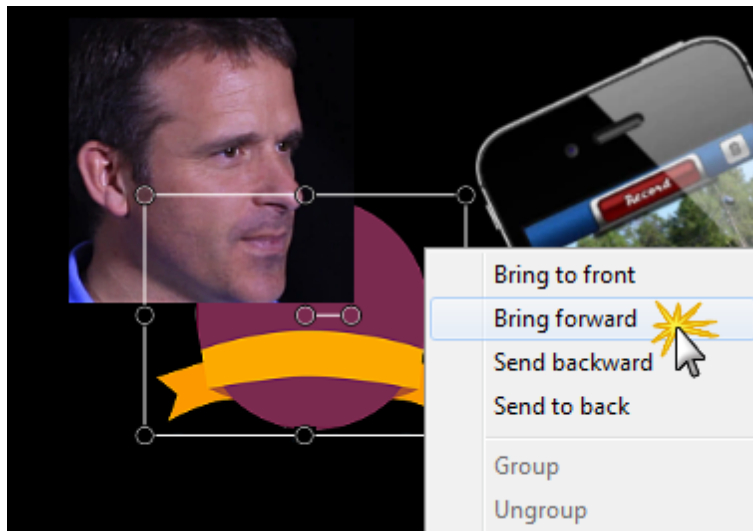 Record
Bring to front
Bring forward
Send backward
Send to back
Group
Ungroup